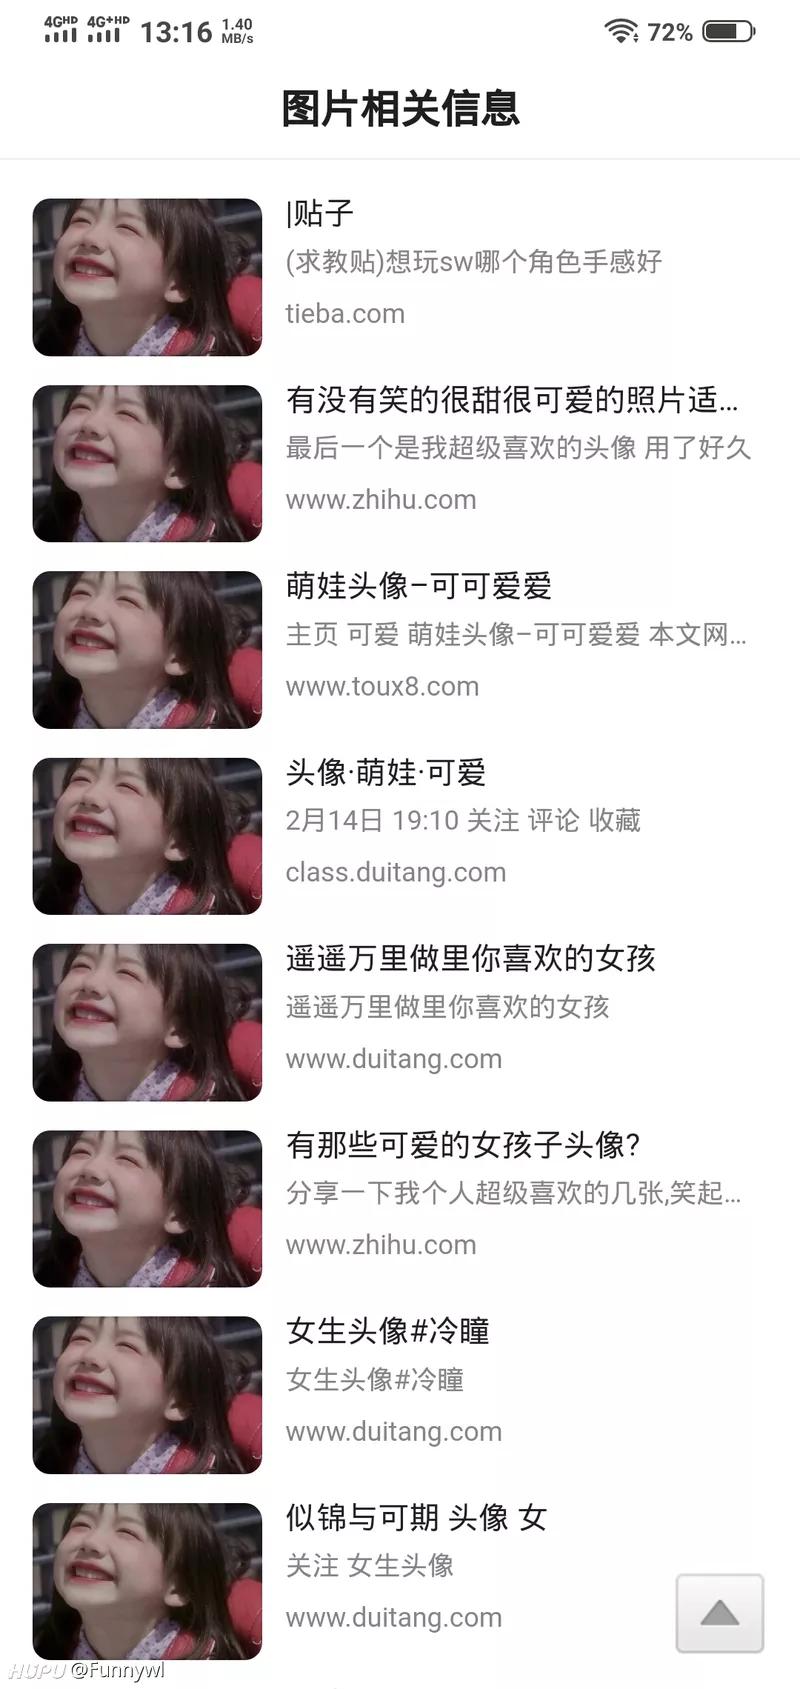 4GHD 4G+HD 13:16 1.40 MB/s 72%
图片相关信息
|贴子
(求教贴)想玩sw哪个角色手感好
tieba.com
有没有笑的很甜很可爱的照片适...
最后一个是我超级喜欢的头像 用了好久
www.zhihu.com
萌娃头像–可可爱爱
主页 可爱 萌娃头像–可可爱爱 本文网...
www.toux8.com
头像·萌娃·可爱
2月14日 19:10 关注 评论 收藏
class.duitang.com
遥遥万里做里你喜欢的女孩
遥遥万里做里你喜欢的女孩
www.duitang.com
有那些可爱的女孩子头像?
分享一下我个人超级喜欢的几张,笑起...
www.zhihu.com
女生头像#冷瞳
女生头像#冷瞳
www.duitang.com
似锦与可期 头像 女
关注 女生头像
www.duitang.com
HUPU @Funnywl